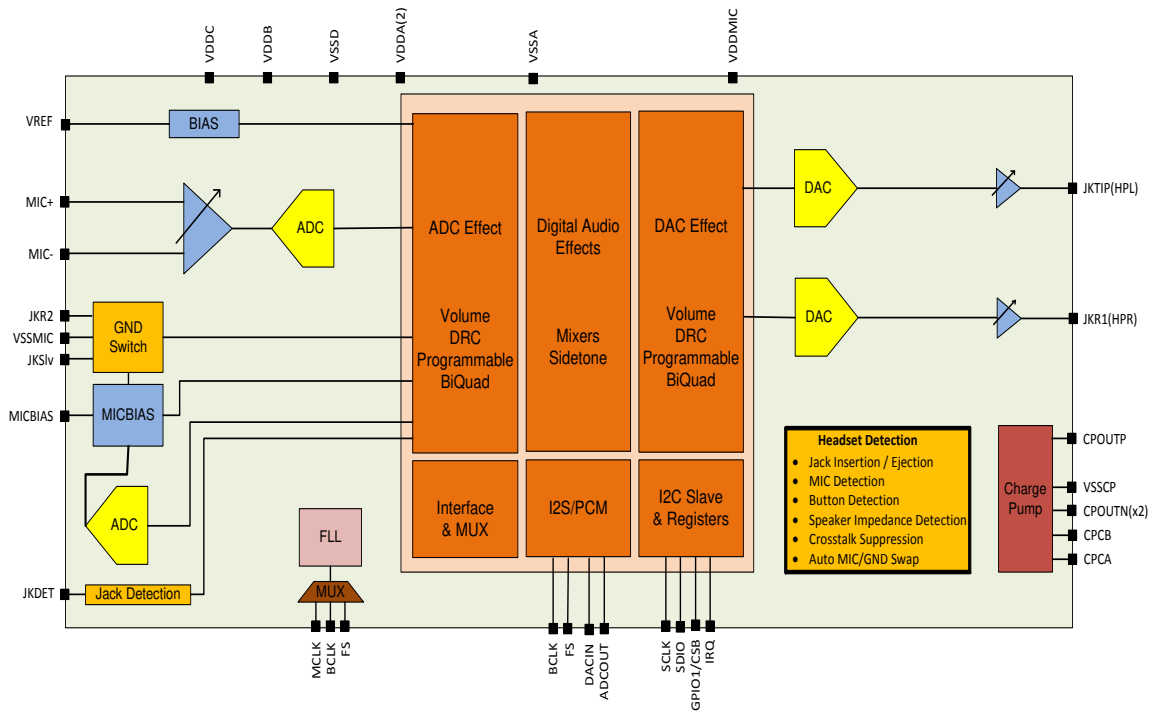 VDDC
VDDB
VSSD
VDDA(2)
VSSA
VDDMIC
VREF
BIAS
MIC+
MIC-
ADC
ADC Effect
Volume
DRC
Programmable
BiQuad
Digital Audio
Effects
Mixers
Sidetone
DAC Effect
Volume
DRC
Programmable
BiQuad
DAC
JKTIP(HPL)
DAC
JKR1(HPR)
JKR2
VSSMIC
JKSlv
GND
Switch
MICBIAS
MICBIAS
ADC
JKDET
Jack Detection
FLL
MUX
MCLK
BCLK
FS
Interface
& MUX
I2S/PCM
I2C Slave
& Registers
BCLK
FS
DACIN
ADCOUT
SCLK
SDIO
GPIO1/CSB
IRQ
Headset Detection
• Jack Insertion / Ejection
• MIC Detection
• Button Detection
• Speaker Impedance Detection
• Crosstalk Suppression
• Auto MIC/GND Swap
Charge
Pump
CPOUTP
VSSCP
CPOUTN(x2)
CPCB
CPCA